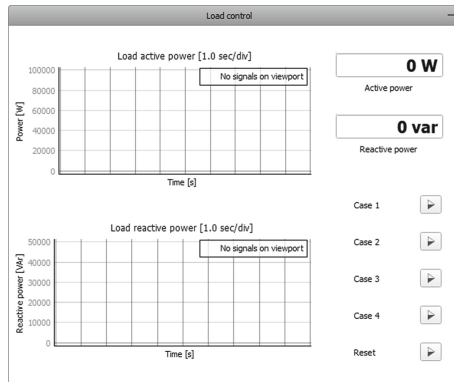 Load control
Load active power [1.0 sec/div]
No signals on viewport
100000
80000
60000
40000
20000
0
Power [W]
Time [s]
0 W
Active power
0 var
Reactive power
Load reactive power [1.0 sec/div]
No signals on viewport
50000
40000
30000
20000
10000
0
Reactive power [VAr]
Time [s]
Case 1
Case 2
Case 3
Case 4
Reset